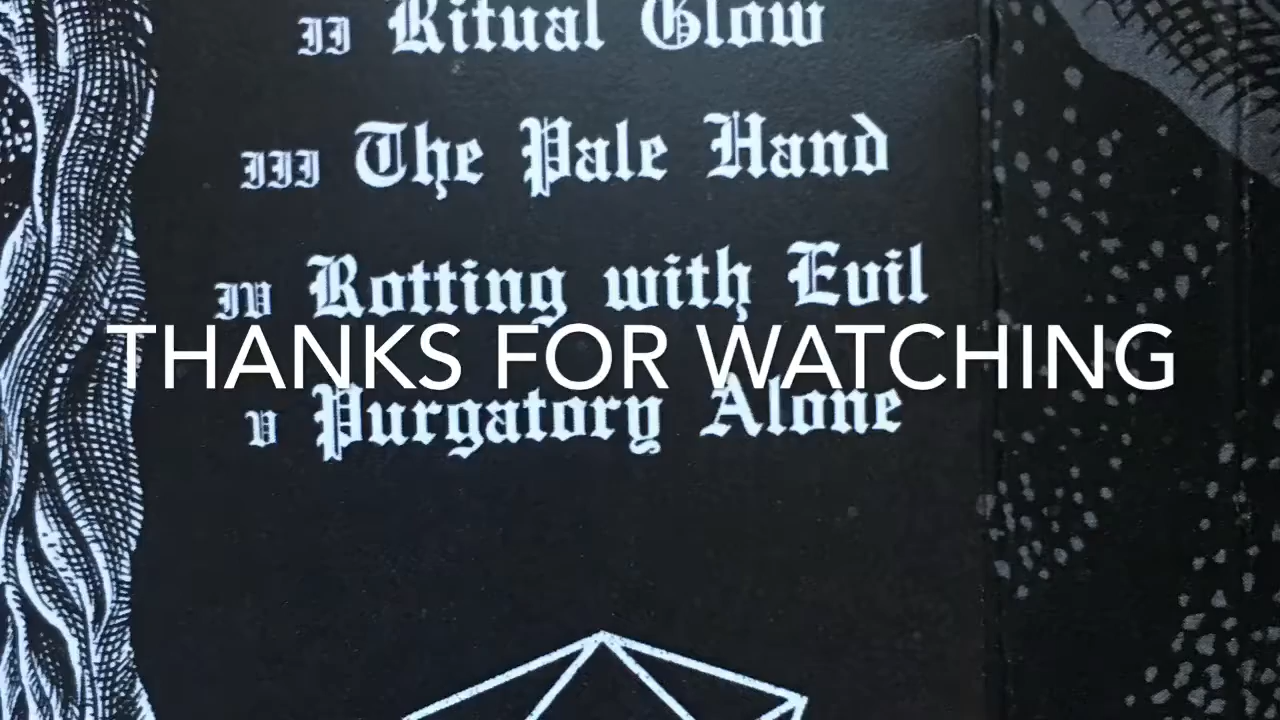 II Ritual Glow
III The Pale Hand
IV Rotting with Evil
THANKS FOR WATCHING
V Purgatory Alone